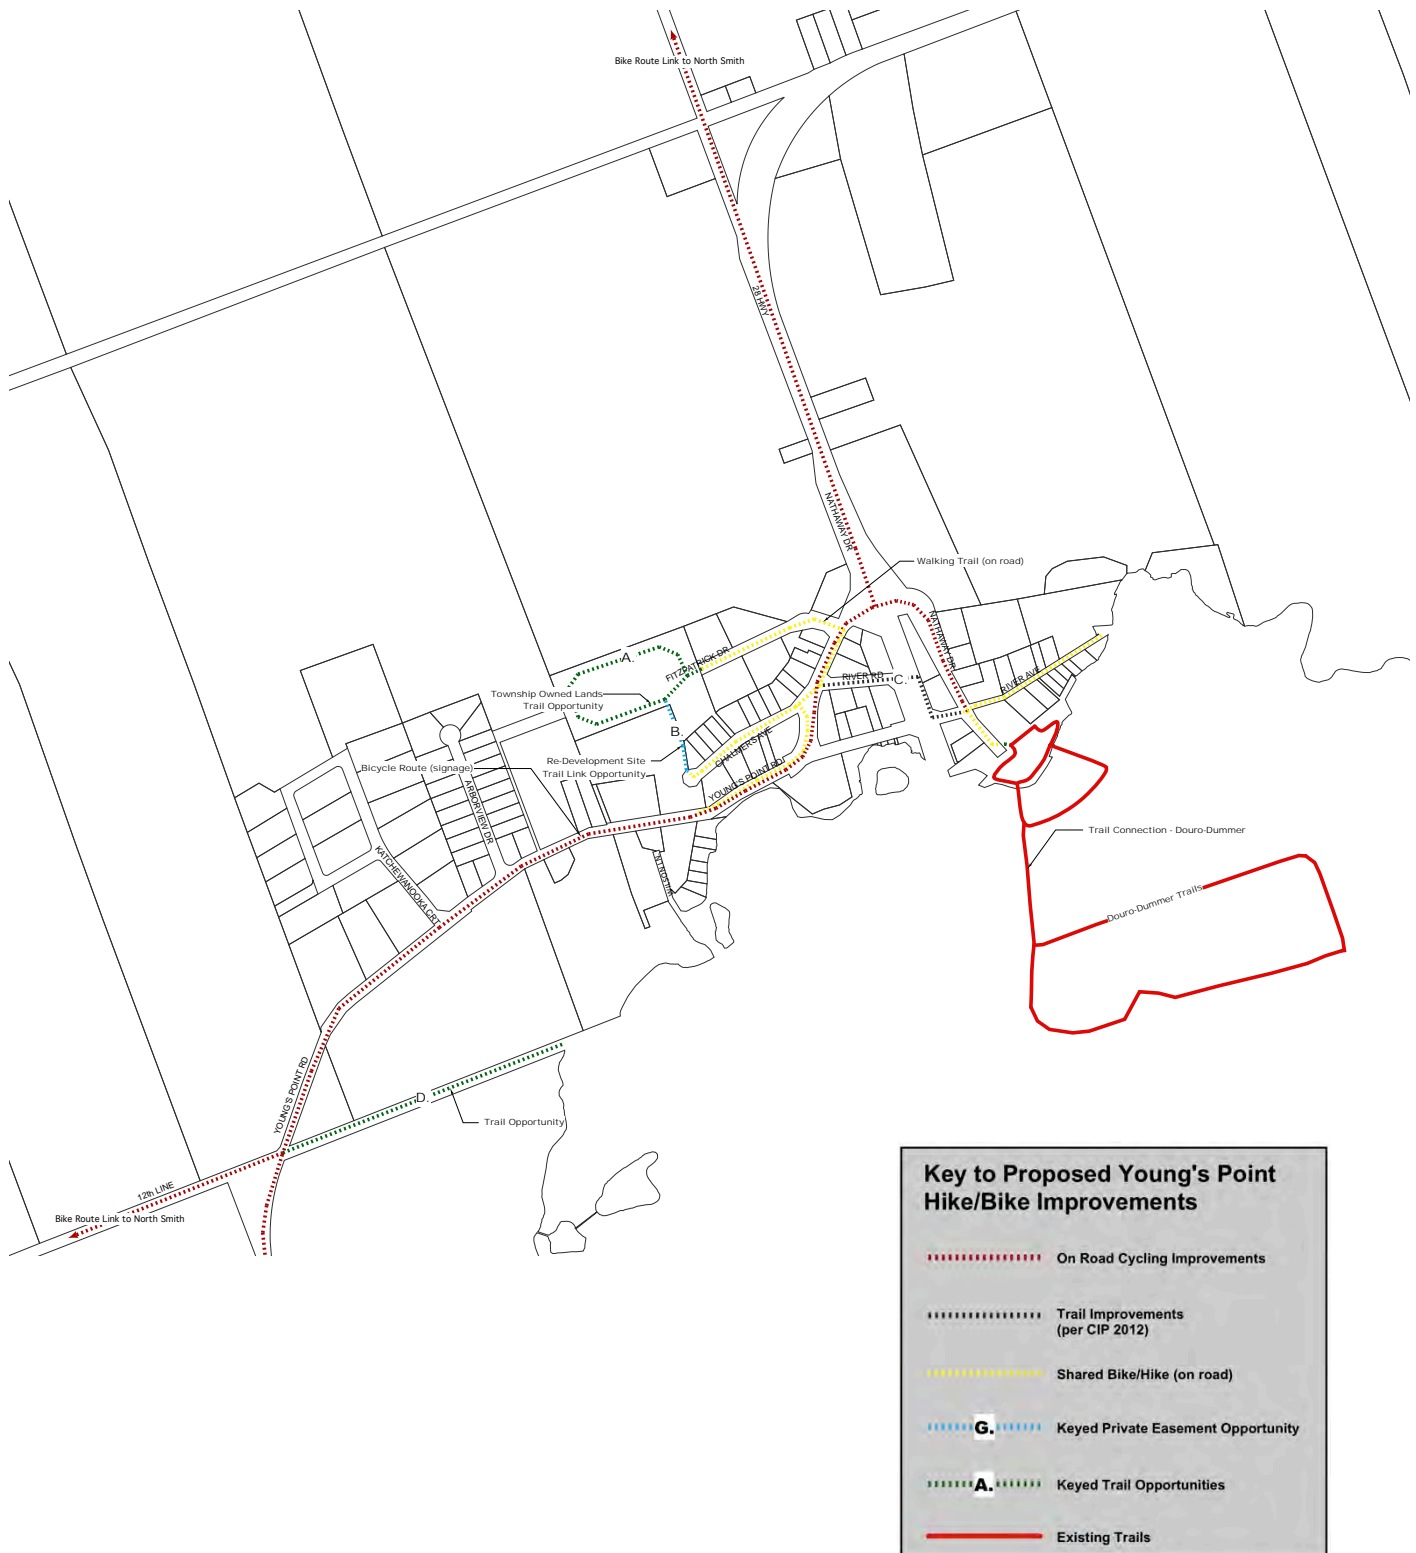 Bike Route Link to North Smith
28 HWY
NATHAWAY DR
Walking Trail (on road)
NATHAWAY DR
A.
FITZPATRICK DR
RIVER RD
C.
RIVER AVE
Township Owned Lands
Trail Opportunity
B.
CHALMERS AVE
Re-Development Site
Trail Link Opportunity
Bicycle Route (signage)
YOUNG'S POINT RD
ARBORVIEW DR
KATCHEWANOOKA CRT
Trail Connection - Douro-Dummer
Douro-Dummer Trails
YOUNG'S POINT RD
D.
Trail Opportunity
12th LINE
Bike Route Link to North Smith
Key to Proposed Young's Point
Hike/Bike Improvements
On Road Cycling Improvements
Trail Improvements
(per CIP 2012)
Shared Bike/Hike (on road)
G.
Keyed Private Easement Opportunity
A.
Keyed Trail Opportunities
Existing Trails